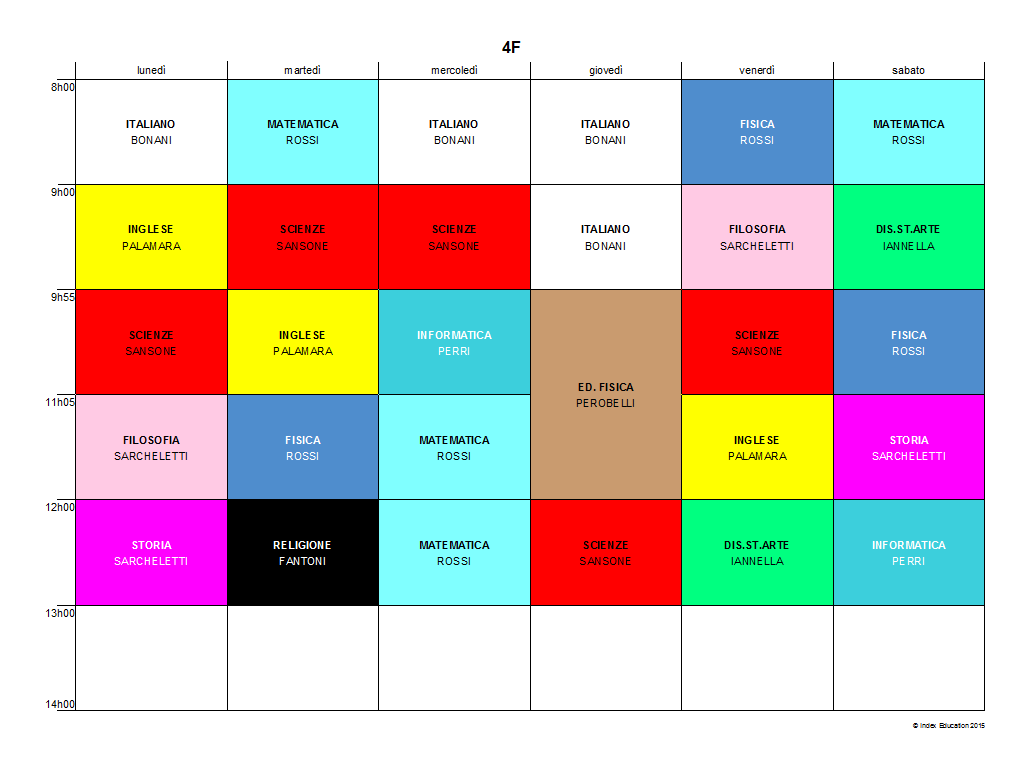 4F
lunedì martedì mercoledì giovedì venerdì sabato
8h00
ITALIANO MATEMATICA ITALIANO ITALIANO FISICA MATEMATICA
BONANI ROSSI BONANI BONANI ROSSI ROSSI
9h00
INGLESE SCIENZE SCIENZE ITALIANO FILOSOFIA DIS.ST.ARTE
PALAMARA SANSONE SANSONE BONANI SARCHELETTI IANNELLA
9h55
SCIENZE INGLESE INFORMATICA SCIENZE FISICA
SANSONE PALAMARA PERRI SANSONE ROSSI
ED. FISICA
PEROBELLI
11h05
FILOSOFIA FISICA MATEMATICA INGLESE STORIA
SARCHELETTI ROSSI ROSSI PALAMARA SARCHELETTI
12h00
STORIA RELIGIONE MATEMATICA SCIENZE DIS.ST.ARTE INFORMATICA
SARCHELETTI FANTONI ROSSI SANSONE IANNELLA PERRI
13h00
14h00
© Index Education 2015